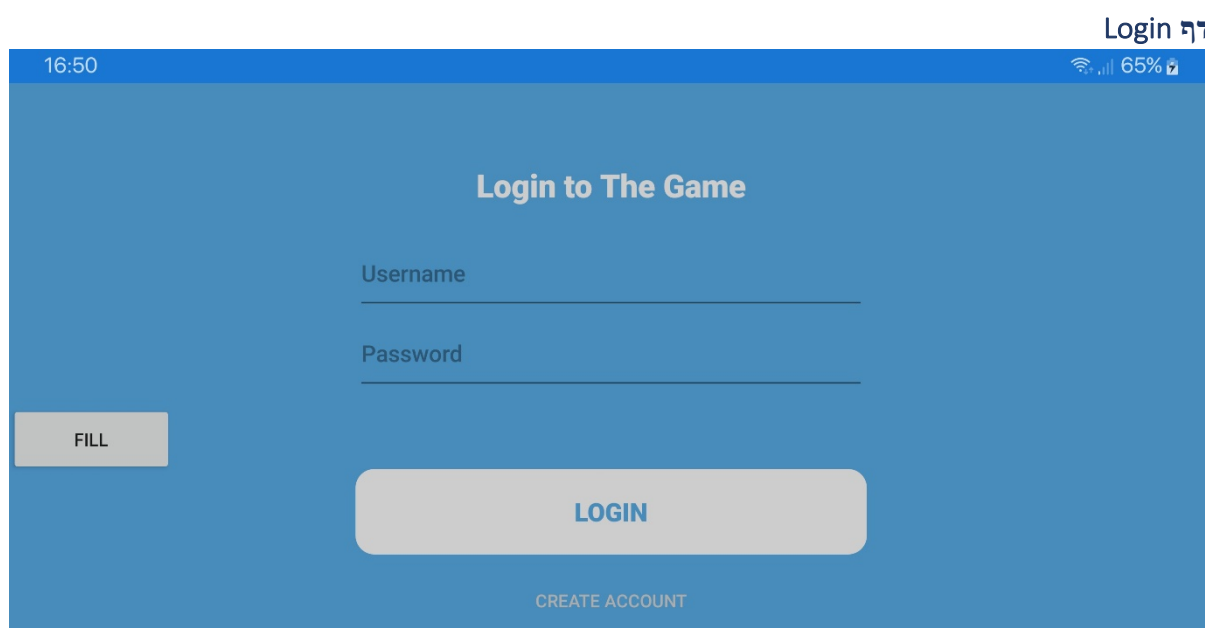 דף Login
16:50 65%
Login to The Game
Username
Password
FILL
LOGIN
CREATE ACCOUNT